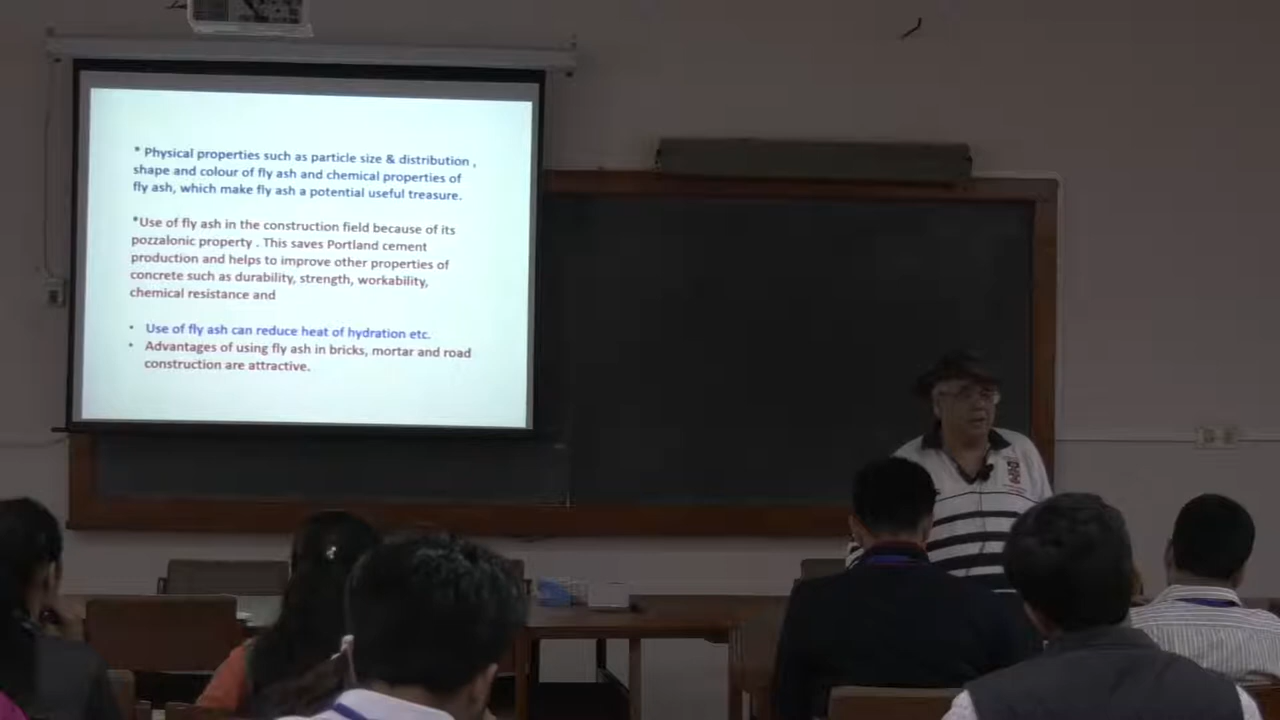 * Physical properties such as particle size & distribution ,
shape and colour of fly ash and chemical properties of
fly ash, which make fly ash a potential useful treasure.
*Use of fly ash in the construction field because of its
pozzalonic property . This saves Portland cement
production and helps to improve other properties of
concrete such as durability, strength, workability,
chemical resistance and
• Use of fly ash can reduce heat of hydration etc.
• Advantages of using fly ash in bricks, mortar and road
construction are attractive.